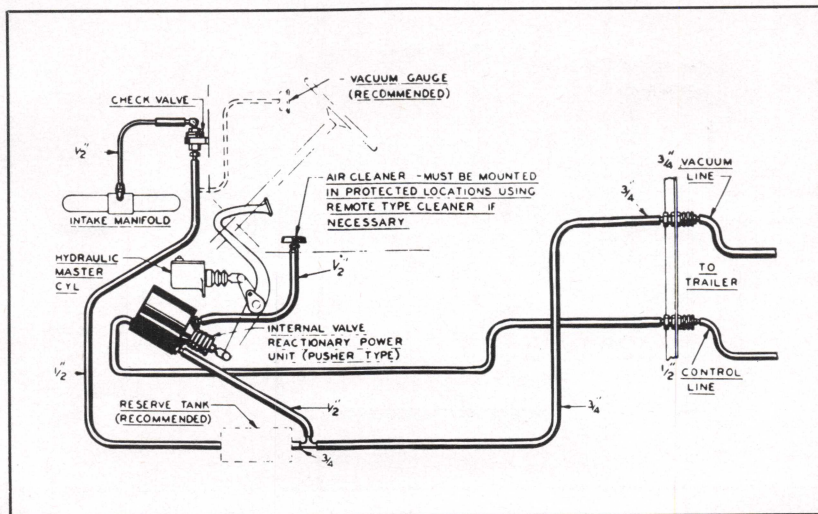 VACUUM GAUGE
(RECOMMENDED)
CHECK VALVE
1/2"
INTAKE MANIFOLD
AIR CLEANER - MUST BE MOUNTED
IN PROTECTED LOCATIONS USING
REMOTE TYPE CLEANER IF
NECESSARY
3/4"
3/4"
VACUUM
LINE
HYDRAULIC
MASTER
CYL
1/2"
TO
TRAILER
INTERNAL VALVE
REACTIONARY POWER
UNIT (PUSHER TYPE)
1/2"
1/2"
CONTROL
LINE
RESERVE TANK
(RECOMMENDED)
1/2"
3/4"
3/4